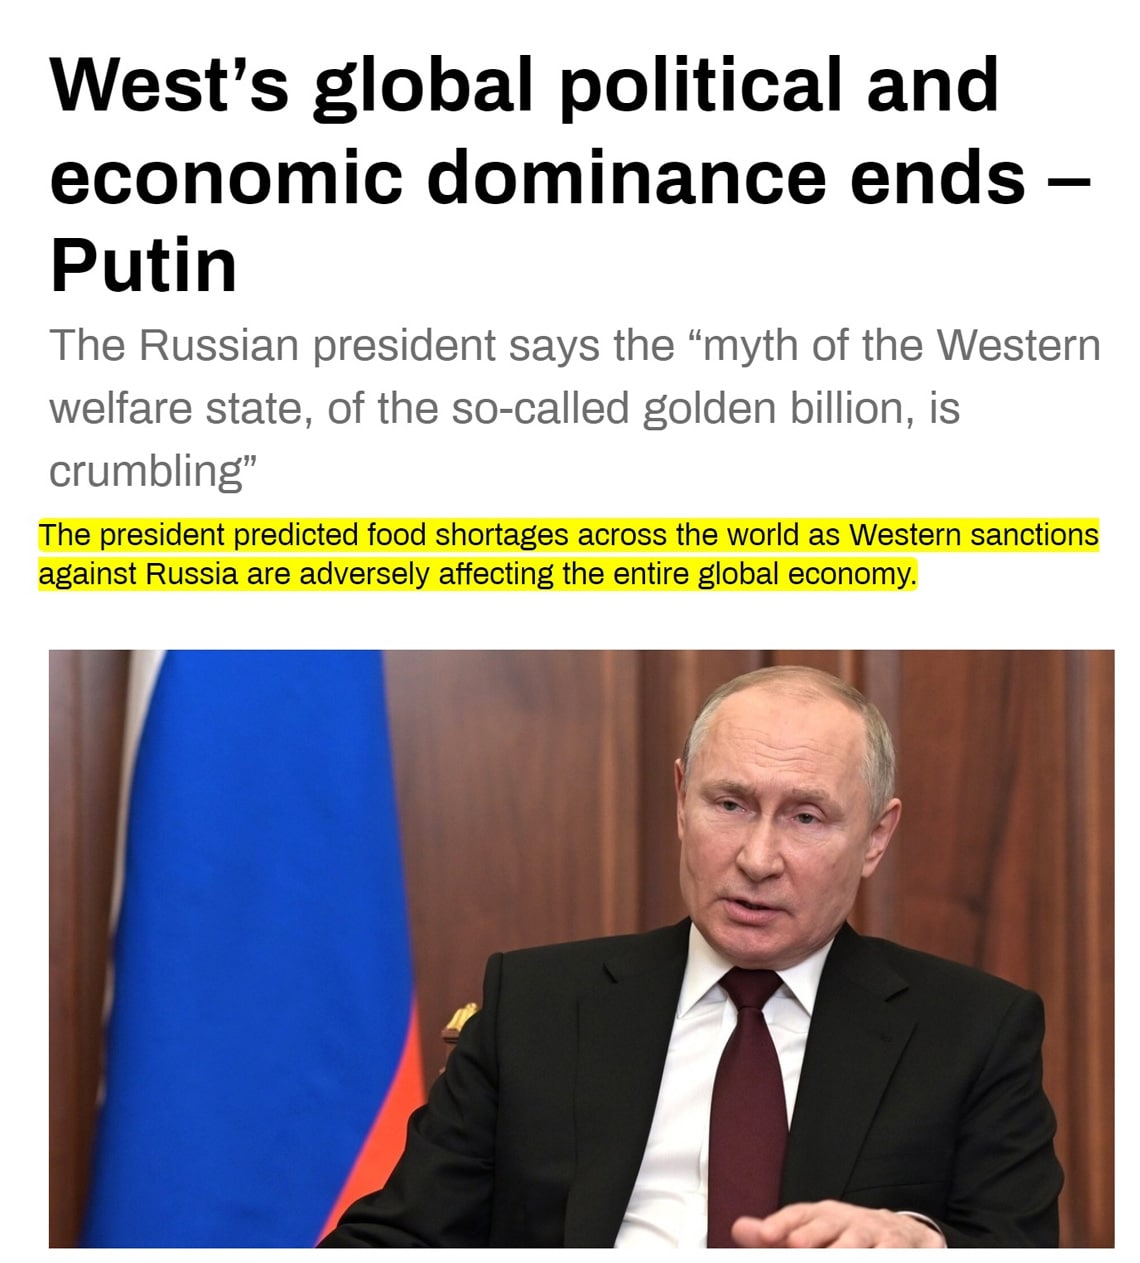 West’s global political and
economic dominance ends –
Putin
The Russian president says the “myth of the Western
welfare state, of the so-called golden billion, is
crumbling”
The president predicted food shortages across the world as Western sanctions
against Russia are adversely affecting the entire global economy.